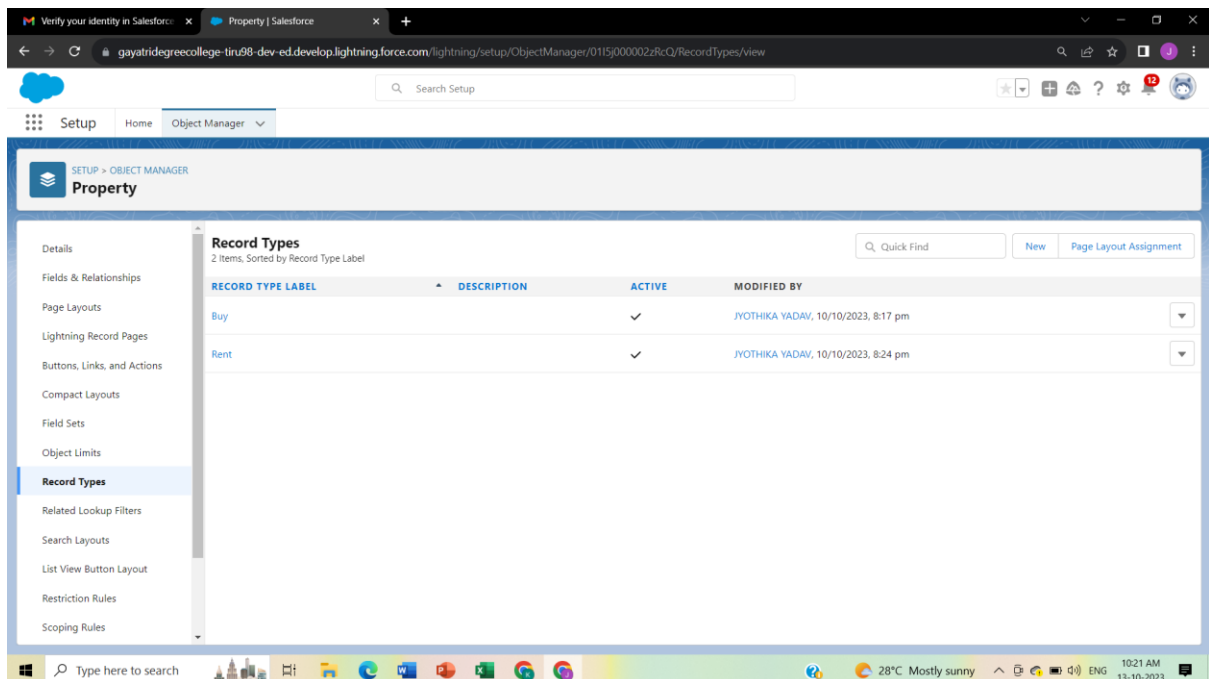 Verify your identity in Salesforc
Property | Salesforce
gayatridegreecollege-tiru98-dev-ed.develop.lightning.force.com/lightning/setup/ObjectManager/01I5j000002zRcQ/RecordTypes/view
J
Search Setup
12
Setup
Home
Object Manager
SETUP > OBJECT MANAGER
Property
Details
Fields & Relationships
Page Layouts
Lightning Record Pages
Buttons, Links, and Actions
Compact Layouts
Field Sets
Object Limits
Record Types
Related Lookup Filters
Search Layouts
List View Button Layout
Restriction Rules
Scoping Rules
Record Types
2 Items, Sorted by Record Type Label
Quick Find
New
Page Layout Assignment
RECORD TYPE LABEL DESCRIPTION ACTIVE MODIFIED BY
Buy JYOTHIKA YADAV, 10/10/2023, 8:17 pm
Rent JYOTHIKA YADAV, 10/10/2023, 8:24 pm
Type here to search
28°C Mostly sunny
ENG
10:21 AM
13-10-2023